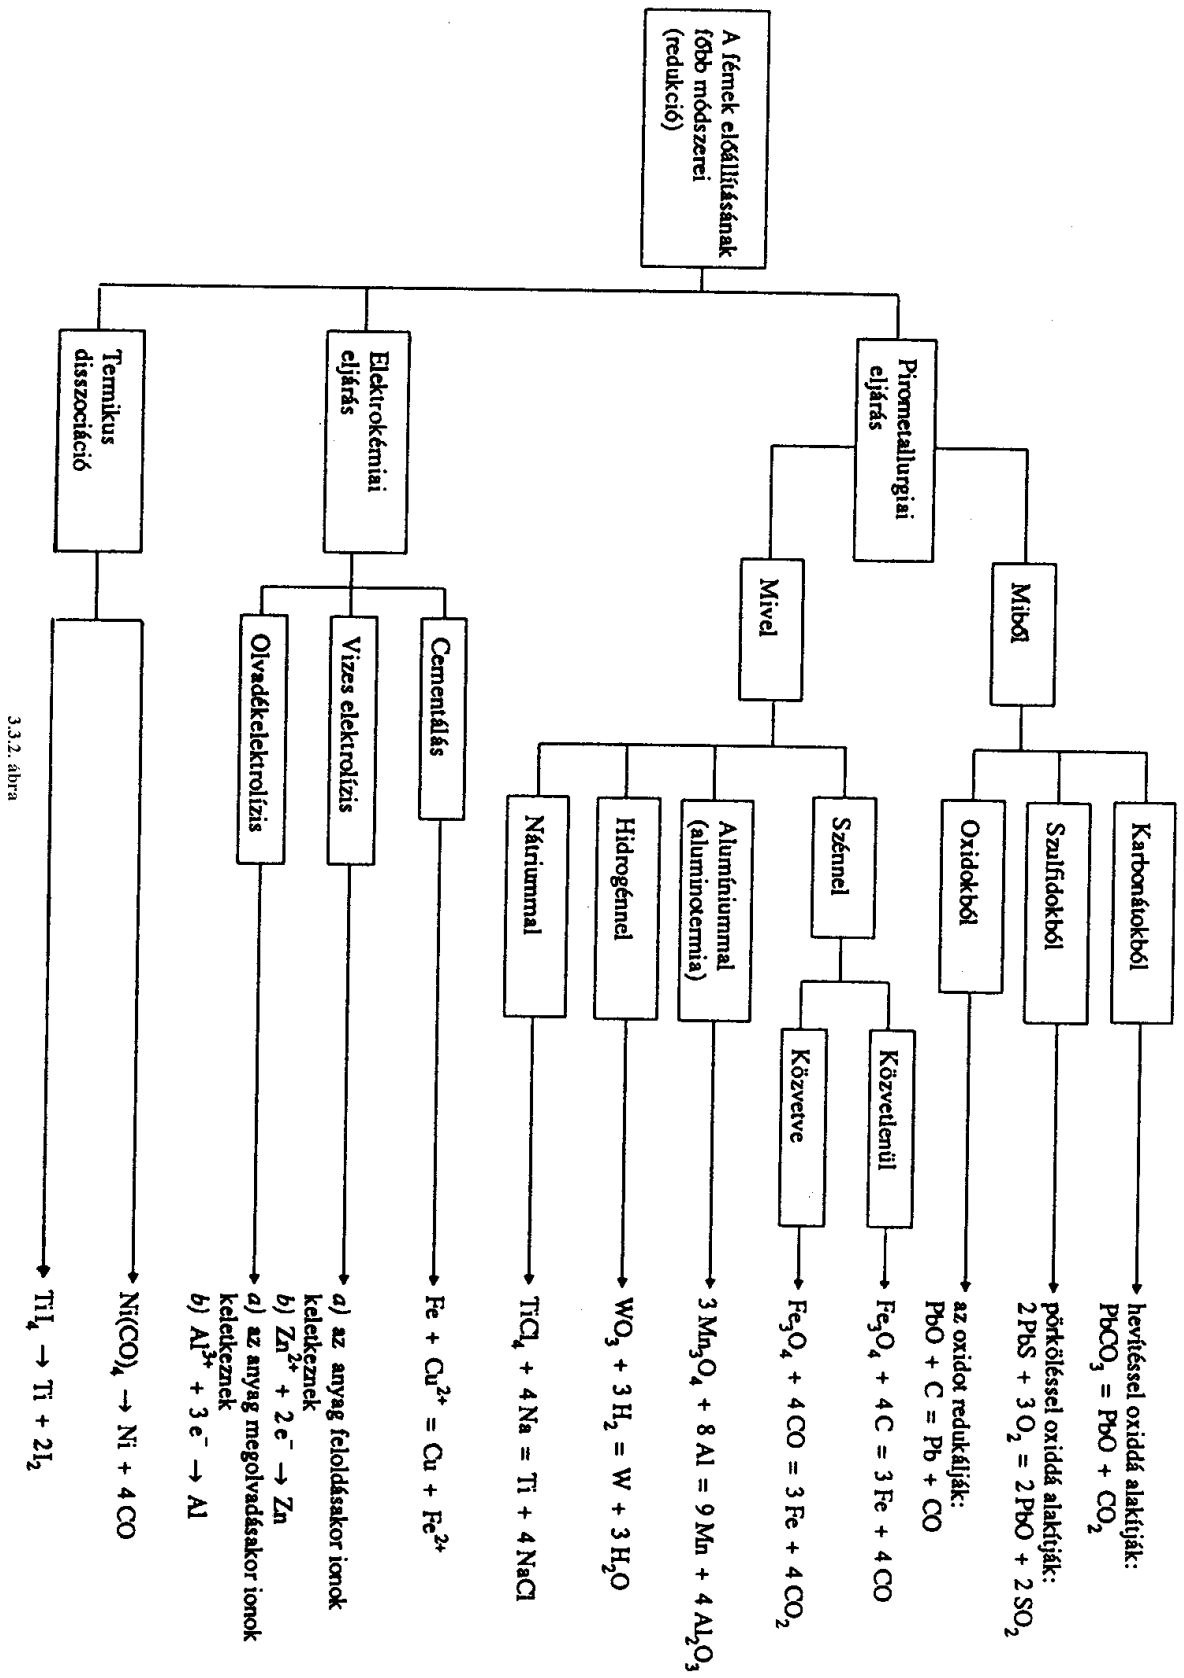 A fémek előállításának
főbb módszerei
(redukció)
Pirometallurgiai
eljárás
Miből
Karbonátokból
hevítéssel oxiddá alakítják:
PbCO₃ = PbO + CO₂
Szulfidokból
pörköléssel oxiddá alakítják:
2 PbS + 3 O₂ = 2 PbO + 2 SO₂
Oxidokból
az oxidot redukálják:
PbO + C = Pb + CO
Mivel
Szénnel
Közvetlenül
Fe₃O₄ + 4 C = 3 Fe + 4 CO
Közvetve
Fe₃O₄ + 4 CO = 3 Fe + 4 CO₂
Alumíniummal
(aluminotermia)
3 Mn₃O₄ + 8 Al = 9 Mn + 4 Al₂O₃
Hidrogénnel
WO₃ + 3 H₂ = W + 3 H₂O
Nátriummal
TiCl₄ + 4 Na = Ti + 4 NaCl
Elektrokémiai
eljárás
Cementálás
Fe + Cu²⁺ = Cu + Fe²⁺
Vizes elektrolízis
a) az anyag feloldásakor ionok
keletkeznek
b) Zn²⁺ + 2 e⁻ → Zn
Olvadékelektrolízis
a) az anyag megolvadásakor ionok
keletkeznek
b) Al³⁺ + 3 e⁻ → Al
Termikus
disszociáció
Ni(CO)₄ → Ni + 4 CO
TiI₄ → Ti + 2I₂
3.3.2. ábra